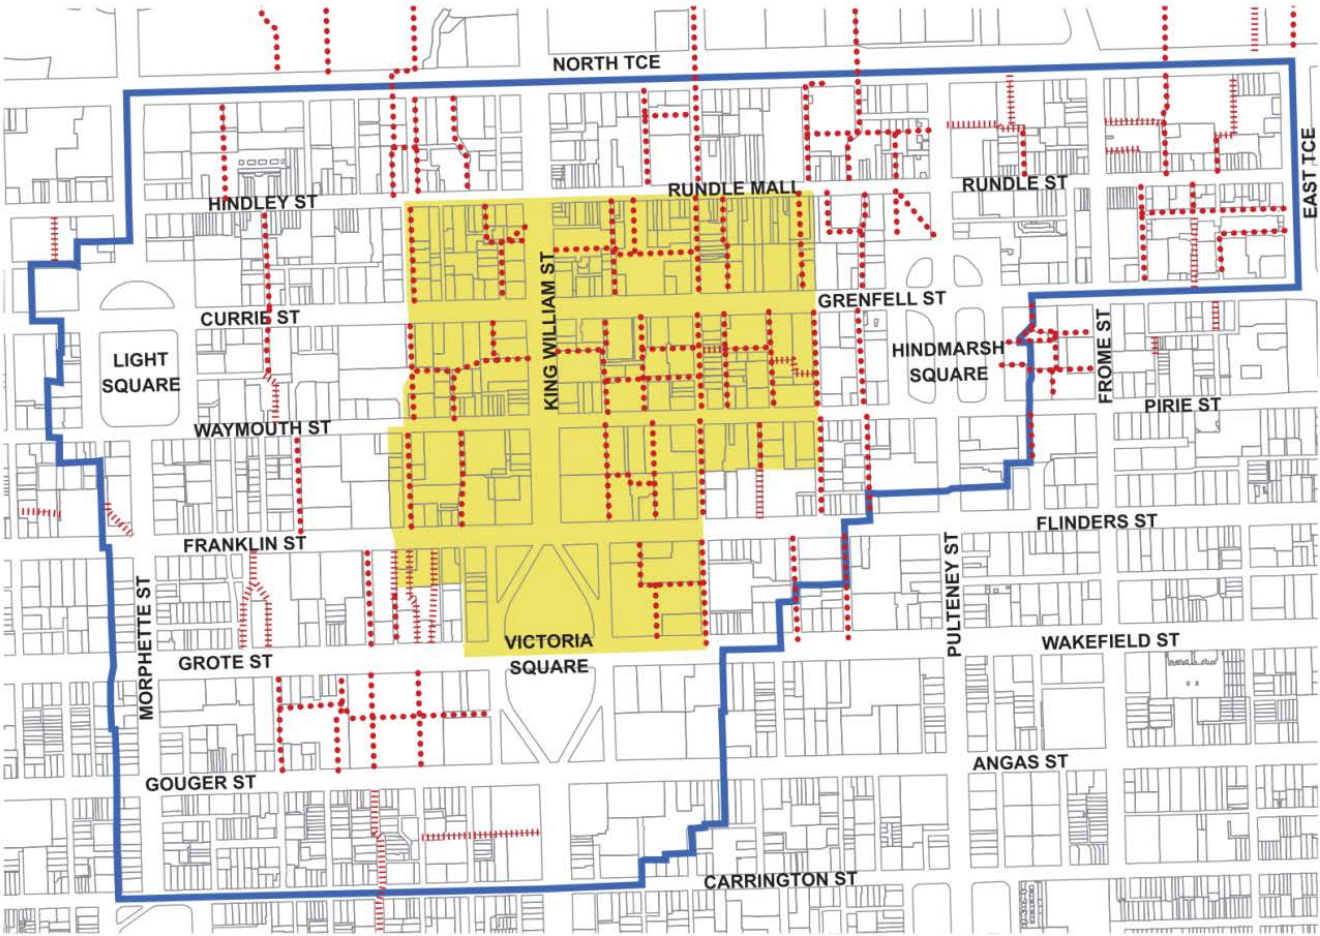 NORTH TCE
EAST TCE
RUNDLE MALL
RUNDLE ST
HINDLEY ST
KING WILLIAM ST
GRENFELL ST
CURRIE ST
LIGHT
SQUARE
HINDMARSH
SQUARE
FROME ST
PIRIE ST
WAYMOUTH ST
FLINDERS ST
FRANKLIN ST
MORPHETTE ST
PULTENEY ST
VICTORIA
SQUARE
WAKEFIELD ST
GROTE ST
ANGAS ST
GOUGER ST
CARRINGTON ST